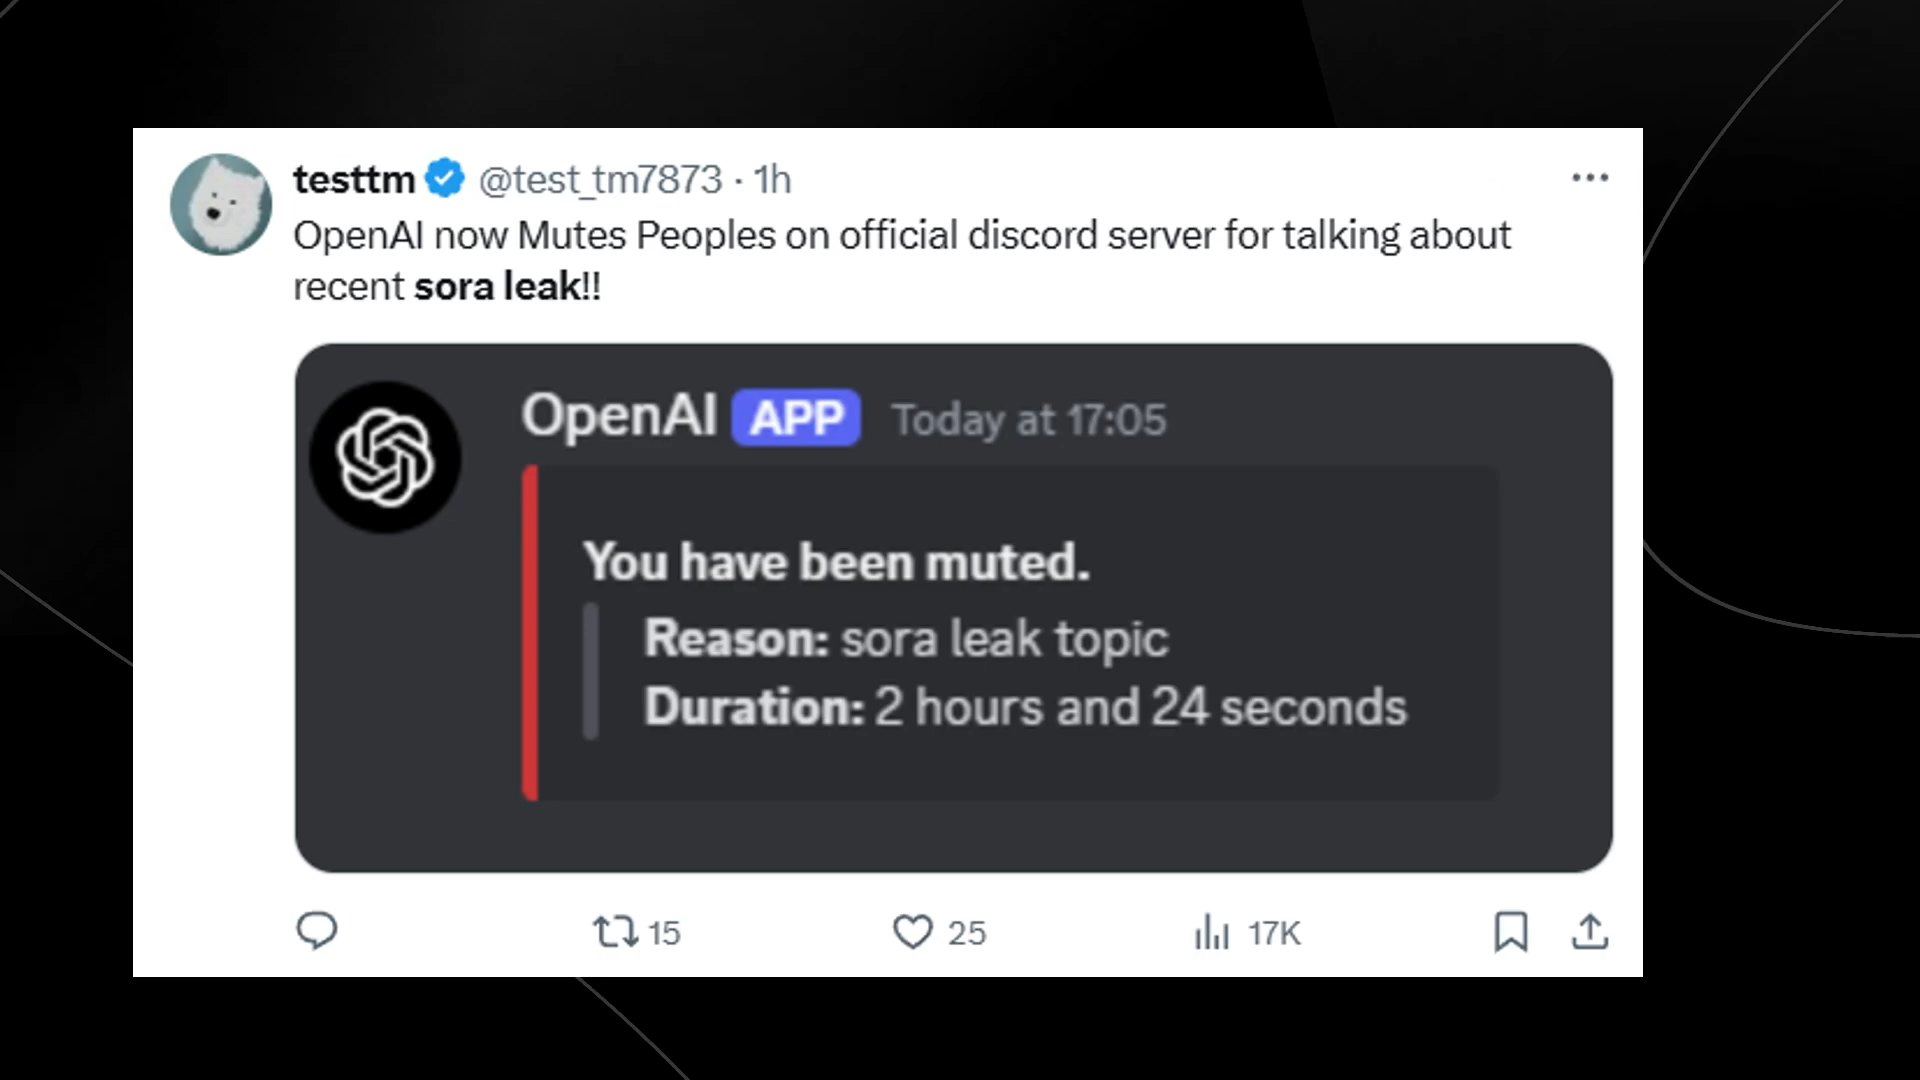 testtm @test_tm7873 · 1h
OpenAI now Mutes Peoples on official discord server for talking about
recent sora leak!!
OpenAI APP Today at 17:05
You have been muted.
Reason: sora leak topic
Duration: 2 hours and 24 seconds
15 25 17K